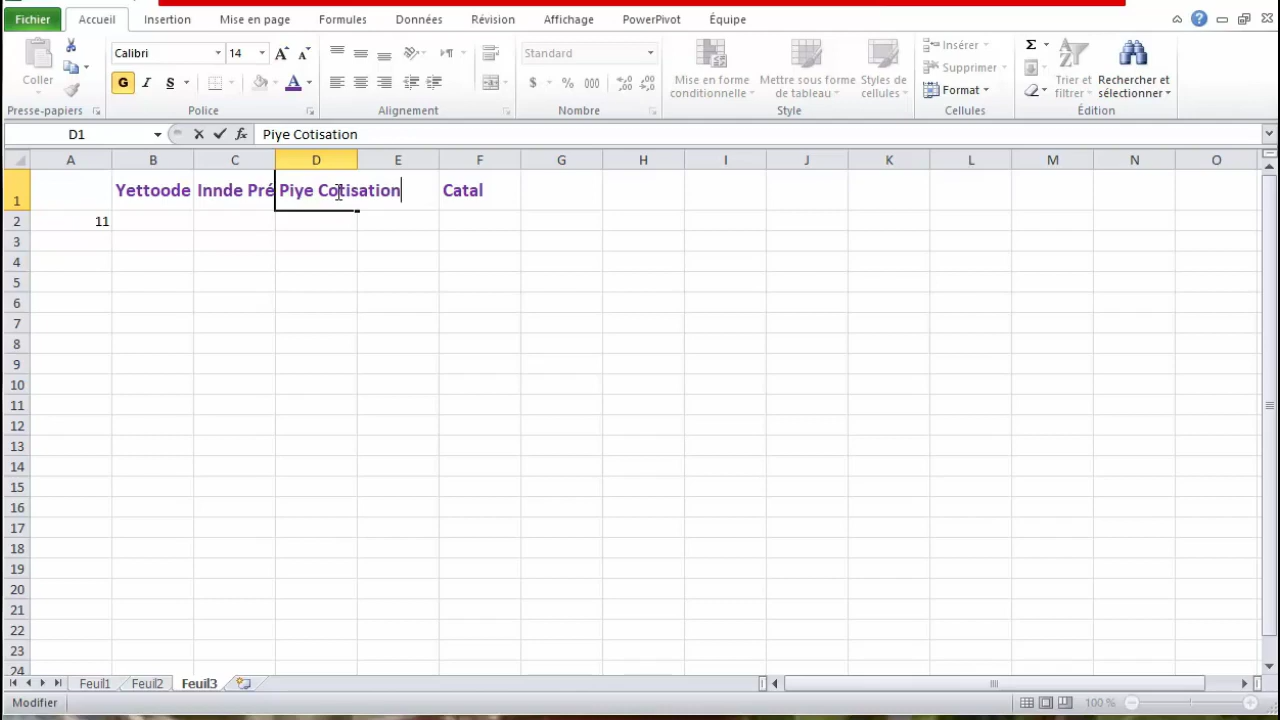 Fichier Accueil Insertion Mise en page Formules Données Révision Affichage PowerPivot Équipe
Coller
Presse-papiers
Calibri 14
G I S
Police
Alignement
Standard
$ % 000
Nombre
Mise en forme conditionnelle
Mettre sous forme de tableau
Styles de cellules
Style
Insérer
Supprimer
Format
Cellules
Σ
Trier et filtrer
Rechercher et sélectionner
Édition
D1 fx Piye Cotisation
A B C D E F G H I J K L M N O
1 Yettoode Innde Pré Piye Cotisation Catal
2 11
3
4
5
6
7
8
9
10
11
12
13
14
15
16
17
18
19
20
21
22
23
24
Feuil1 Feuil2 Feuil3
Modifier 100 %